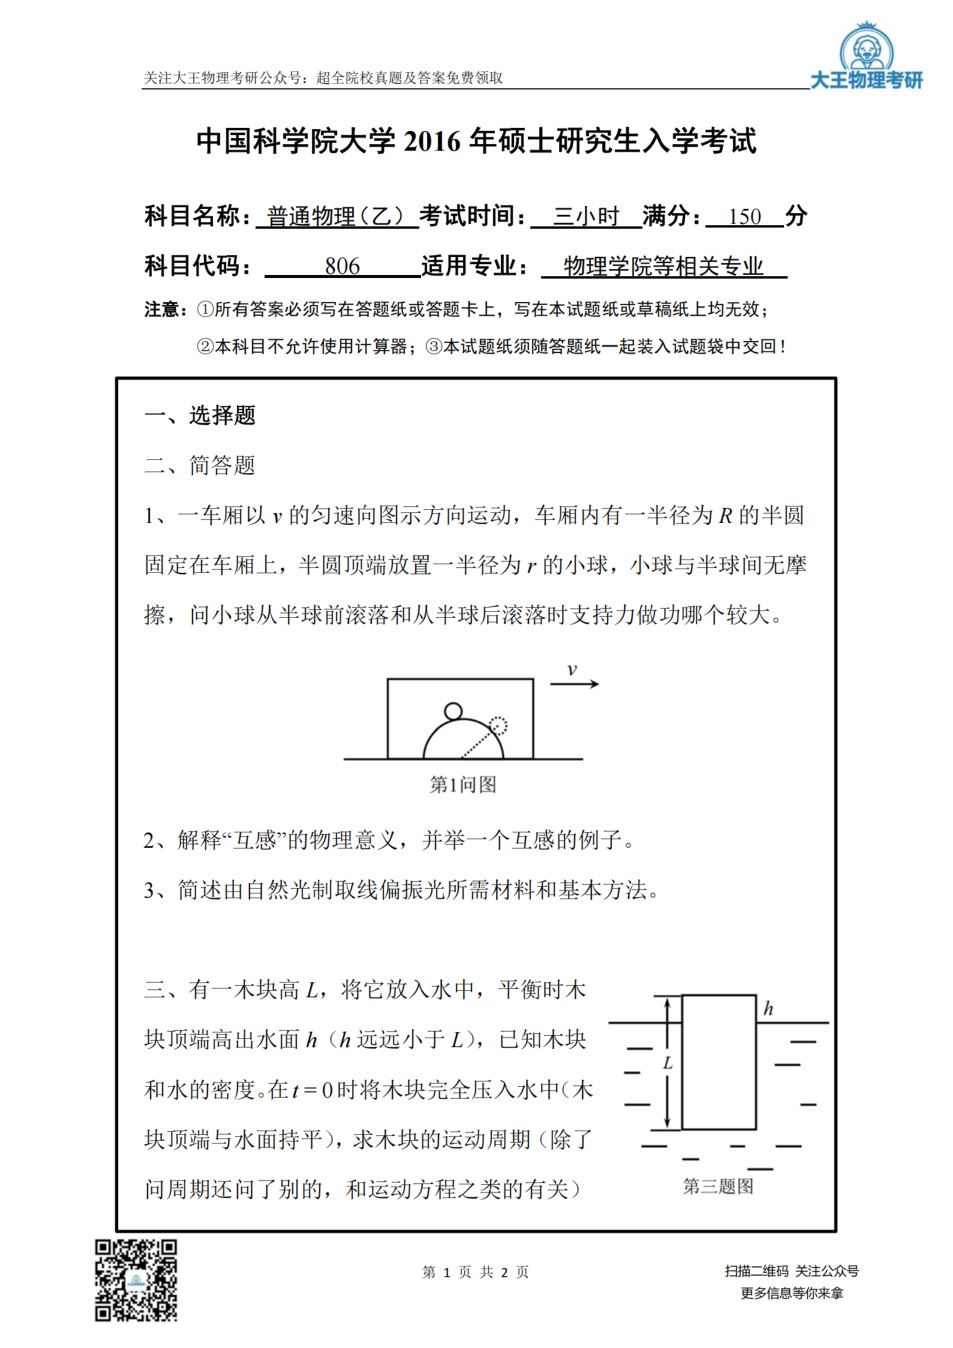 关注大王物理考研公众号：超全院校真题及答案免费领取
大王物理考研
中国科学院大学 2016 年硕士研究生入学考试
科目名称：普通物理（乙） 考试时间： 三小时 满分： 150 分
科目代码： 806 适用专业： 物理学院等相关专业
注意：①所有答案必须写在答题纸或答题卡上，写在本试题纸或草稿纸上均无效；
②本科目不允许使用计算器；③本试题纸须随答题纸一起装入试题袋中交回！
一、选择题
二、简答题
1、一车厢以 v 的匀速向图示方向运动，车厢内有一半径为 R 的半圆
固定在车厢上，半圆顶端放置一半径为 r 的小球，小球与半球间无摩
擦，问小球从半球前滚落和从半球后滚落时支持力做功哪个较大。
v
第1问图
2、解释“互感”的物理意义，并举一个互感的例子。
3、简述由自然光制取线偏振光所需材料和基本方法。
三、有一木块高 L，将它放入水中，平衡时木
块顶端高出水面 h（h 远远小于 L），已知木块
和水的密度。在 t = 0 时将木块完全压入水中（木
块顶端与水面持平），求木块的运动周期（除了
问周期还问了别的，和运动方程之类的有关）
h
L
第三题图
第 1 页 共 2 页
扫描二维码 关注公众号
更多信息等你来拿